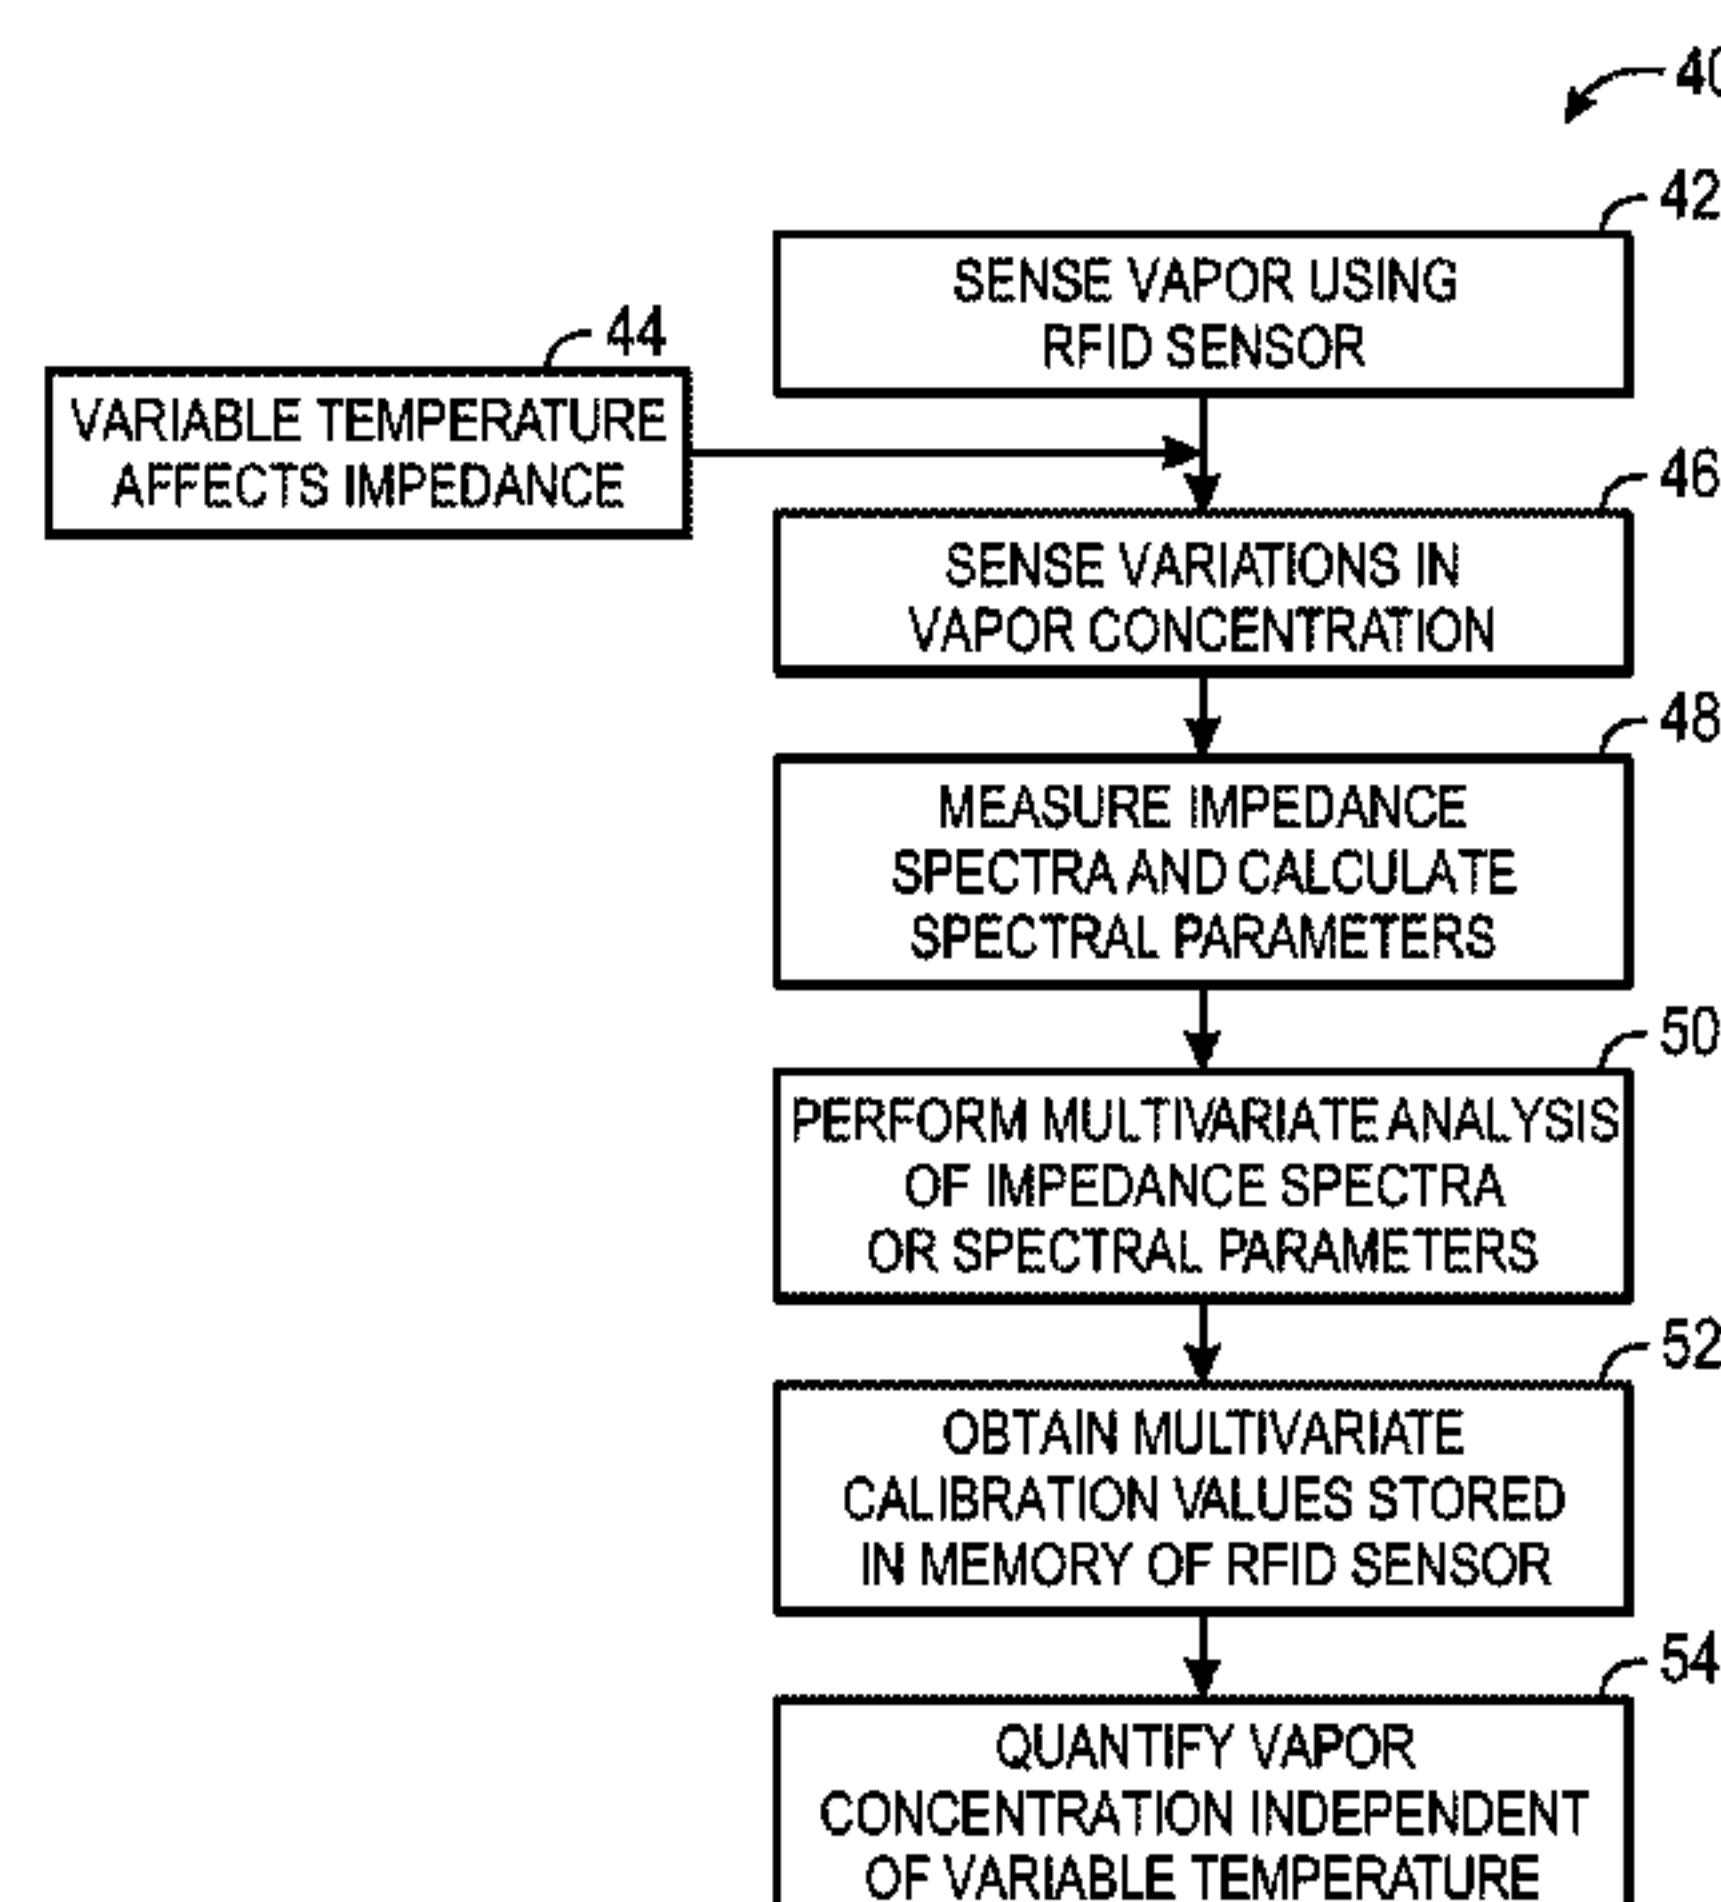 40
42
SENSE VAPOR USING
RFID SENSOR
44
VARIABLE TEMPERATURE
AFFECTS IMPEDANCE
46
SENSE VARIATIONS IN
VAPOR CONCENTRATION
48
MEASURE IMPEDANCE
SPECTRA AND CALCULATE
SPECTRAL PARAMETERS
50
PERFORM MULTIVARIATE ANALYSIS
OF IMPEDANCE SPECTRA
OR SPECTRAL PARAMETERS
52
OBTAIN MULTIVARIATE
CALIBRATION VALUES STORED
IN MEMORY OF RFID SENSOR
54
QUANTIFY VAPOR
CONCENTRATION INDEPENDENT
OF VARIABLE TEMPERATURE